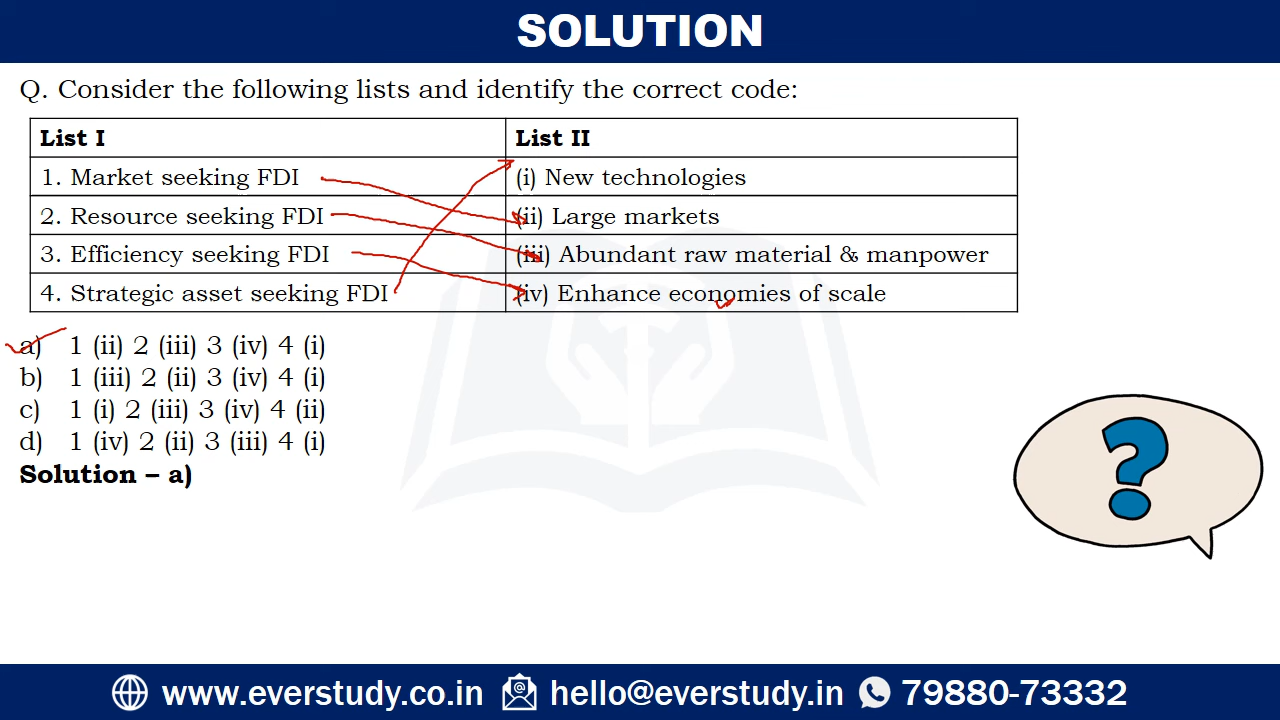 SOLUTION
Q. Consider the following lists and identify the correct code:
List I List II
1. Market seeking FDI (i) New technologies
2. Resource seeking FDI (ii) Large markets
3. Efficiency seeking FDI (iii) Abundant raw material & manpower
4. Strategic asset seeking FDI (iv) Enhance economies of scale
a) 1 (ii) 2 (iii) 3 (iv) 4 (i)
b) 1 (iii) 2 (ii) 3 (iv) 4 (i)
c) 1 (i) 2 (iii) 3 (iv) 4 (ii)
d) 1 (iv) 2 (ii) 3 (iii) 4 (i)
Solution – a)
www.everstudy.co.in hello@everstudy.in 79880-73332